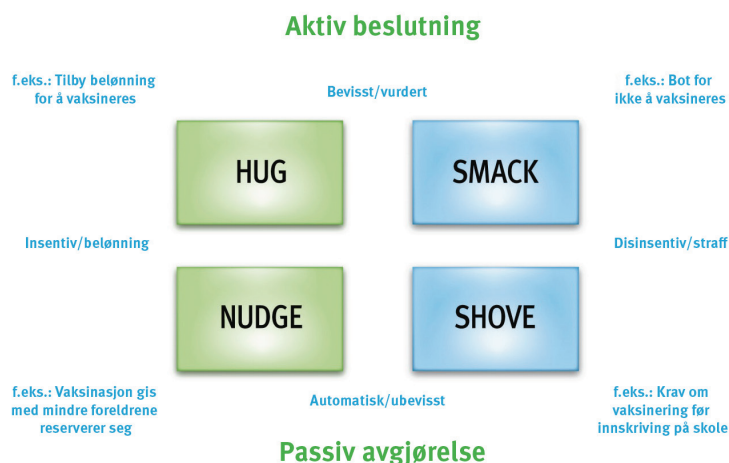 Aktiv beslutning
f.eks.: Tilby belønning
for å vaksineres
Bevisst/vurdert
f.eks.: Bot for
ikke å vaksineres
HUG
SMACK
Insentiv/belønning
Disinsentiv/straff
NUDGE
SHOVE
f.eks.: Vaksinasjon gis
med mindre foreldrene
reserverer seg
Automatisk/ubevisst
f.eks.: Krav om
vaksinering før
innskriving på skole
Passiv avgjørelse